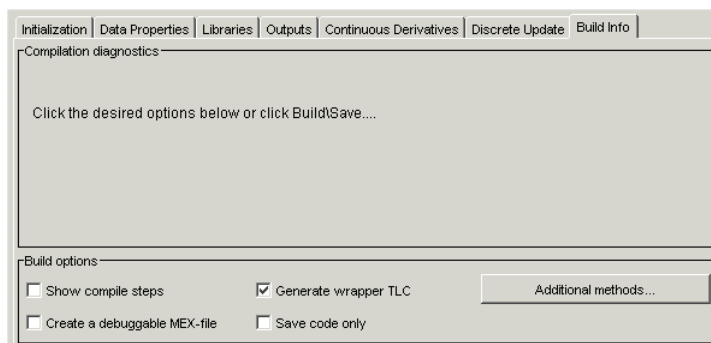 Initialization Data Properties Libraries Outputs Continuous Derivatives Discrete Update Build Info
Compilation diagnostics
Click the desired options below or click Build\Save....
Build options
Show compile steps Generate wrapper TLC Additional methods...
Create a debuggable MEX-file Save code only